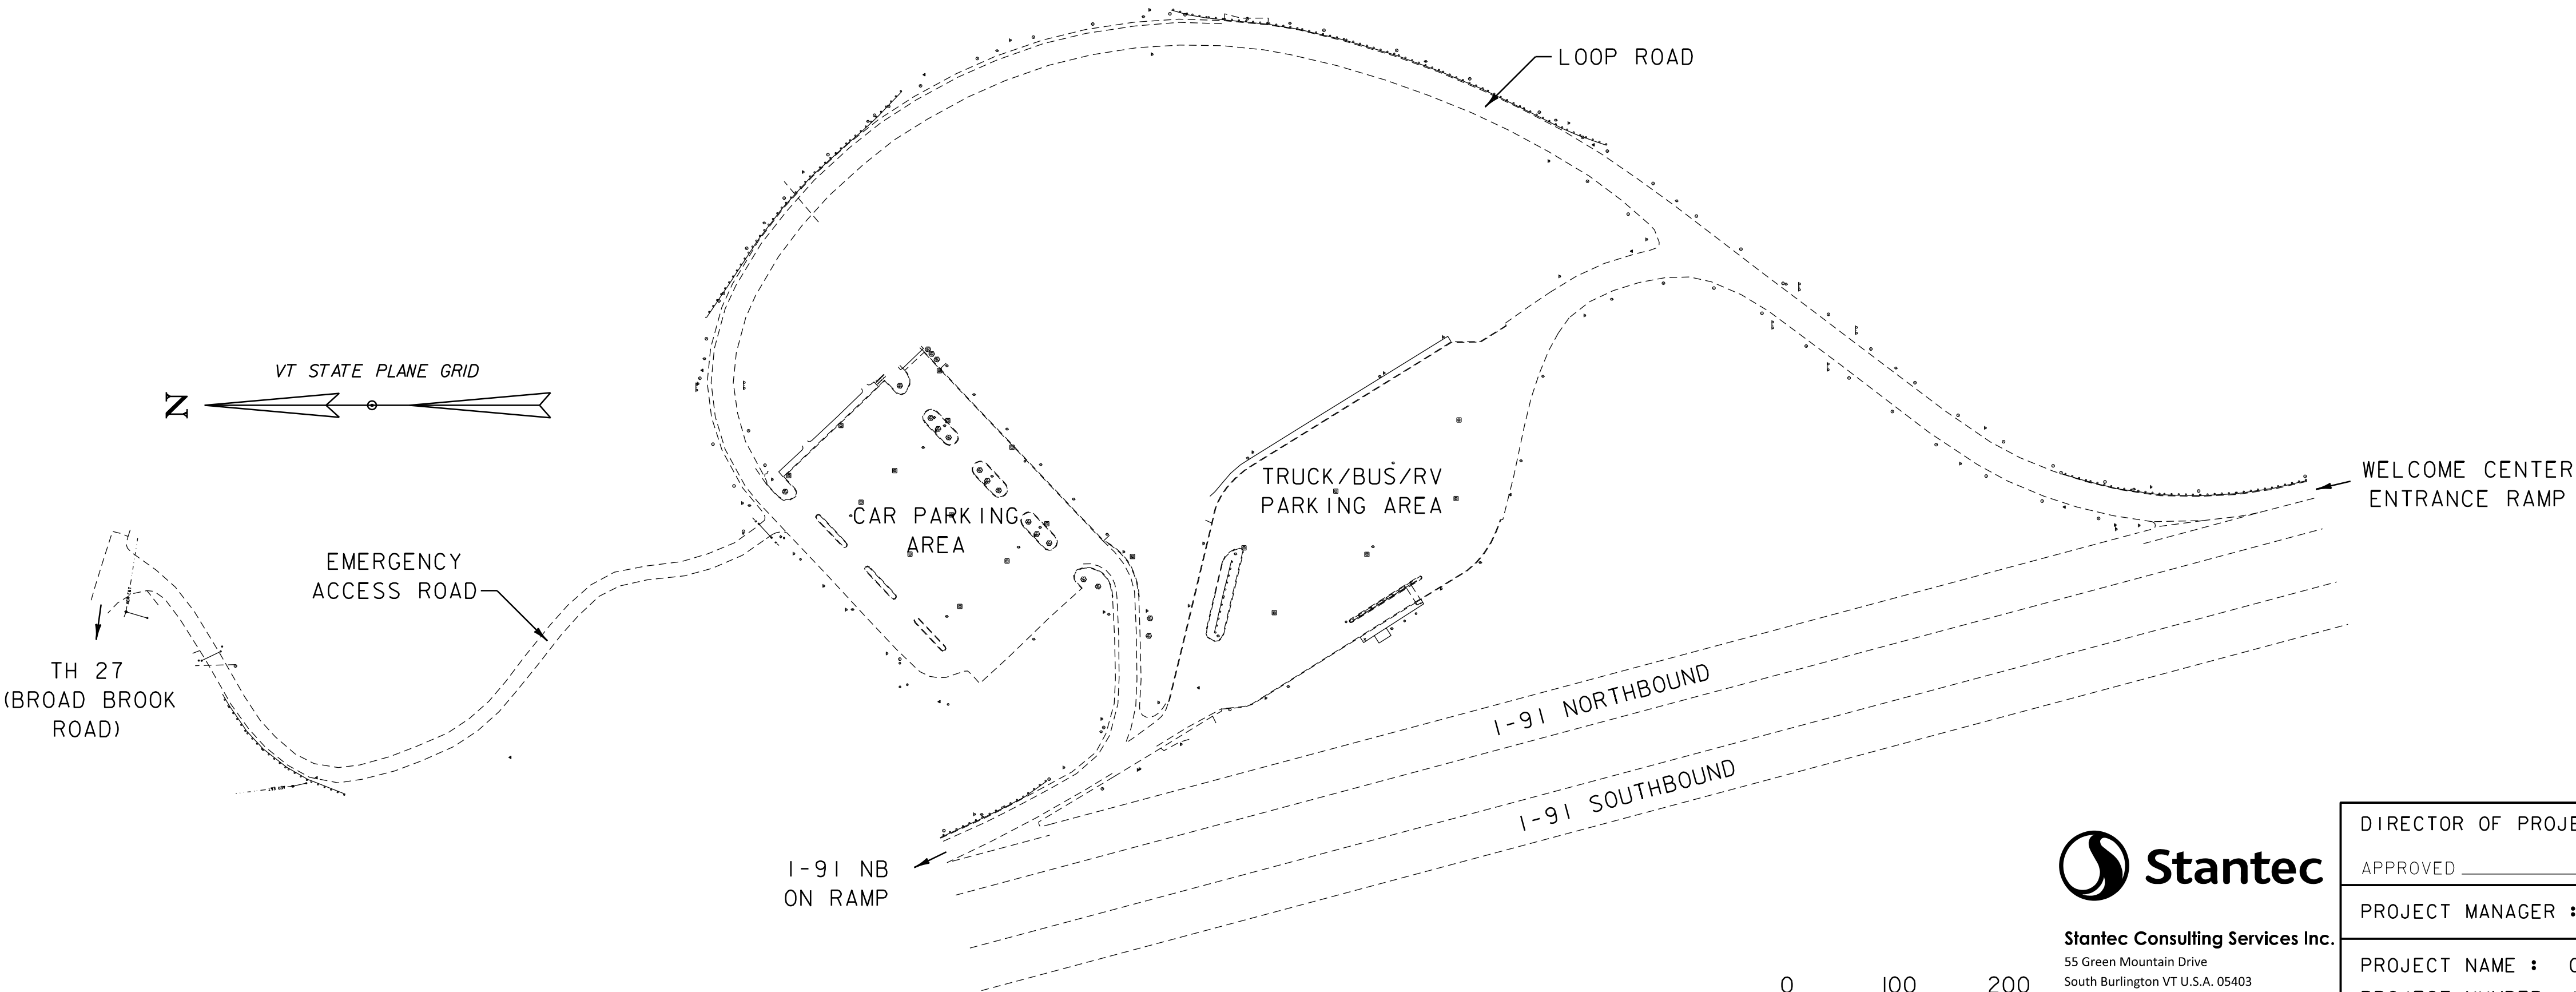 LOOP ROAD
VT STATE PLANE GRID
N
WELCOME CENTER
ENTRANCE RAMP
TRUCK/BUS/RV
PARKING AREA
CAR PARKING
AREA
EMERGENCY
ACCESS ROAD
TH 27
(BROAD BROOK
ROAD)
I-91 NORTHBOUND
I-91 SOUTHBOUND
I-91 NB
ON RAMP
Stantec
Stantec Consulting Services Inc.
55 Green Mountain Drive
South Burlington VT U.S.A. 05403
0 100 200
DIRECTOR OF
APPROVED
PROJECT MANAGER :
PROJECT NAME :